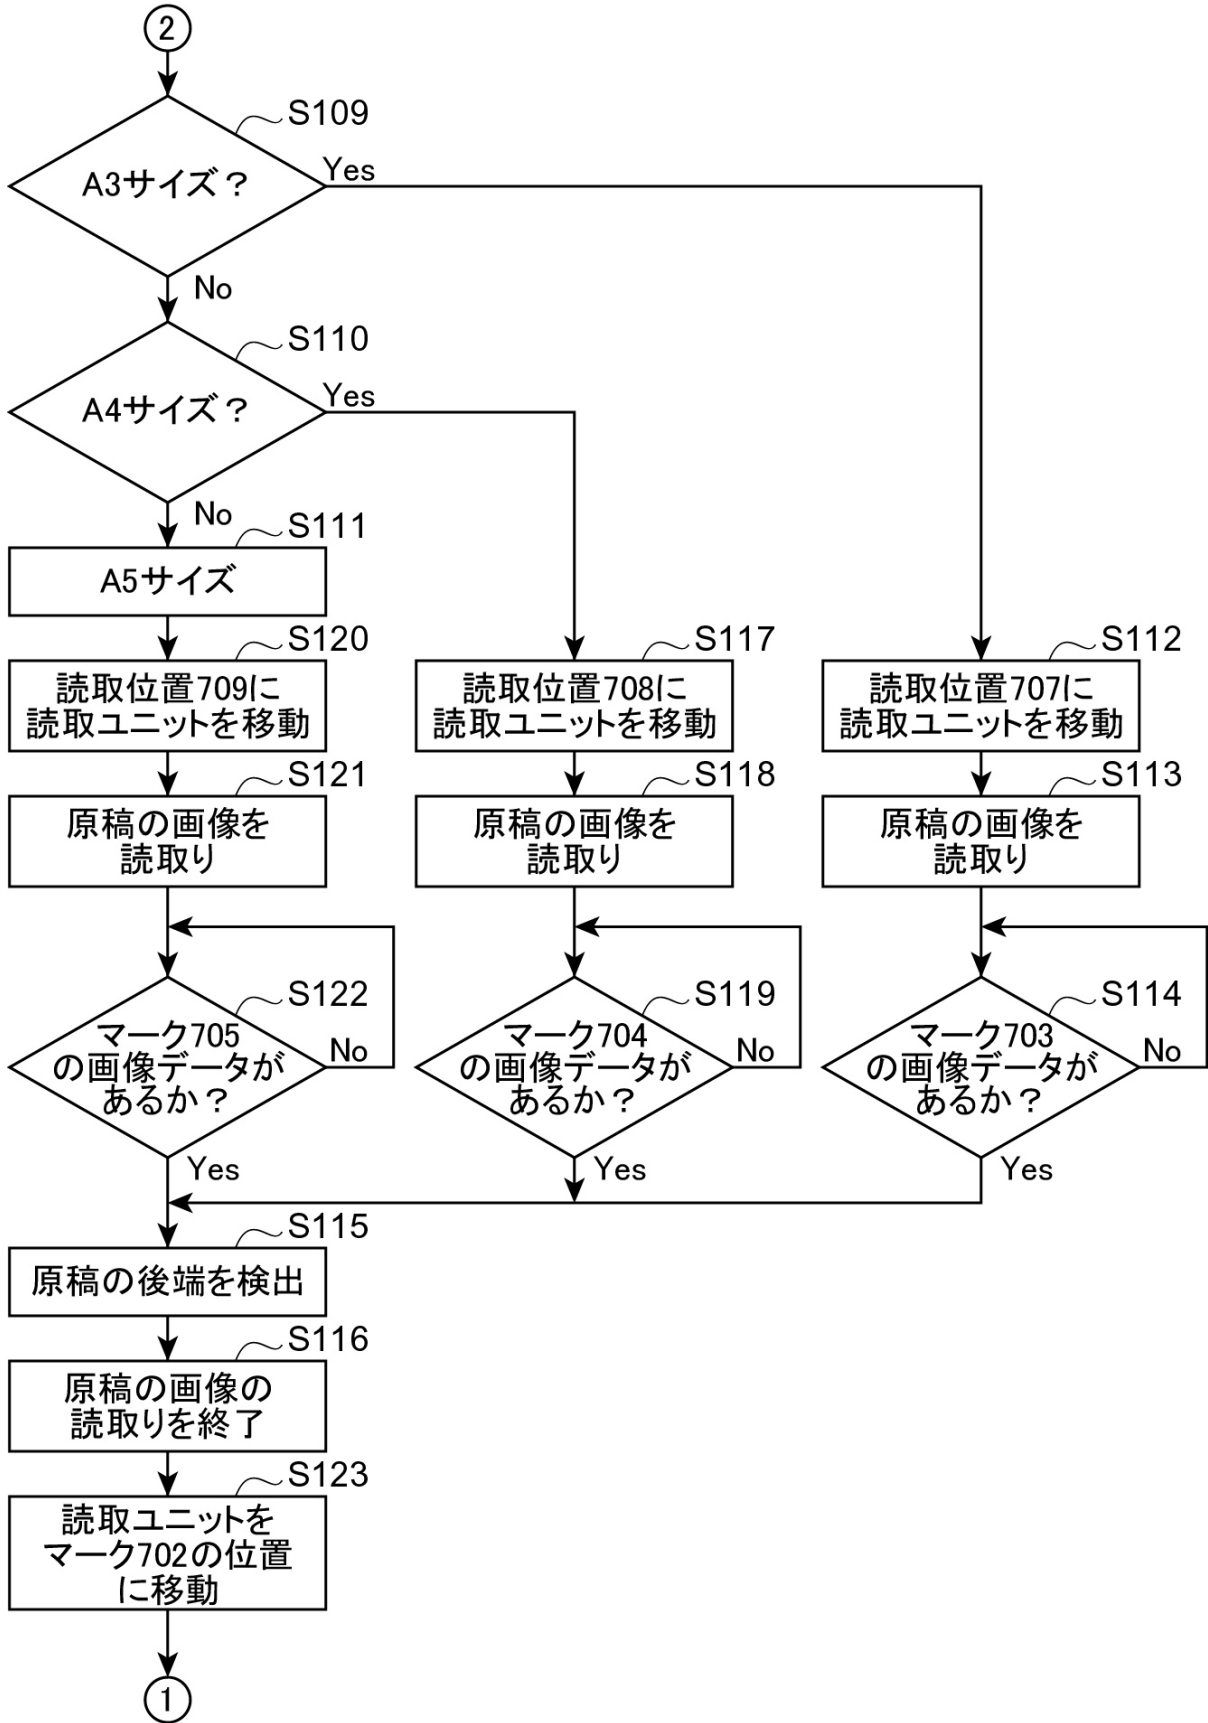 2
S109
A3サイズ？
Yes
No
S110
A4サイズ？
Yes
No
S111
A5サイズ
S120
読取位置709に
読取ユニットを移動
S117
読取位置708に
読取ユニットを移動
S112
読取位置707に
読取ユニットを移動
S121
原稿の画像を
読取り
S118
原稿の画像を
読取り
S113
原稿の画像を
読取り
S122
マーク705
の画像データが
あるか？
No
Yes
S119
マーク704
の画像データが
あるか？
No
Yes
S114
マーク703
の画像データが
あるか？
No
Yes
S115
原稿の後端を検出
S116
原稿の画像の
読取りを終了
S123
読取ユニットを
マーク702の位置
に移動
1